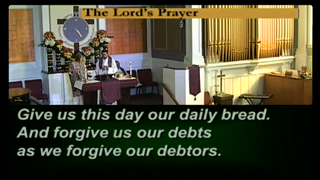 The Lord's Prayer
Give us this day our daily bread.
And forgive us our debts
as we forgive our debtors.